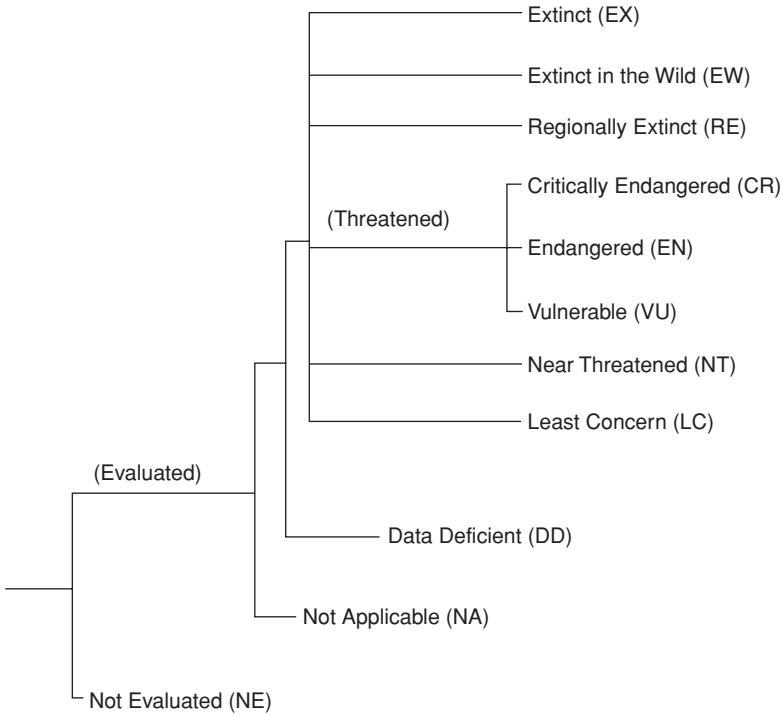 Extinct (EX)
Extinct in the Wild (EW)
Regionally Extinct (RE)
Critically Endangered (CR)
(Threatened)
Endangered (EN)
Vulnerable (VU)
Near Threatened (NT)
Least Concern (LC)
(Evaluated)
Data Deficient (DD)
Not Applicable (NA)
Not Evaluated (NE)